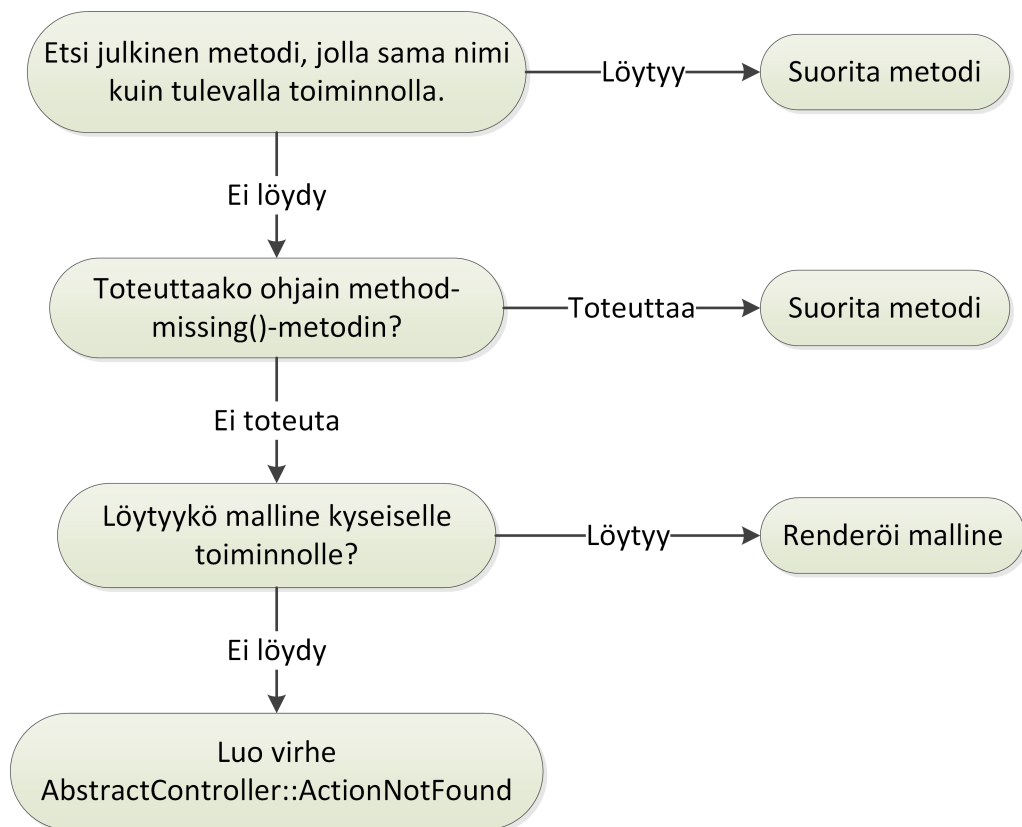 Etsi julkinen metodi, jolla sama nimi
kuin tulevalla toiminnolla.
Löytyy
Suorita metodi
Ei löydy
Toteuttaako ohjain method-
missing()-metodin?
Toteuttaa
Suorita metodi
Ei toteuta
Löytyykö malline kyseiselle
toiminnolle?
Löytyy
Renderöi malline
Ei löydy
Luo virhe
AbstractController::ActionNotFound